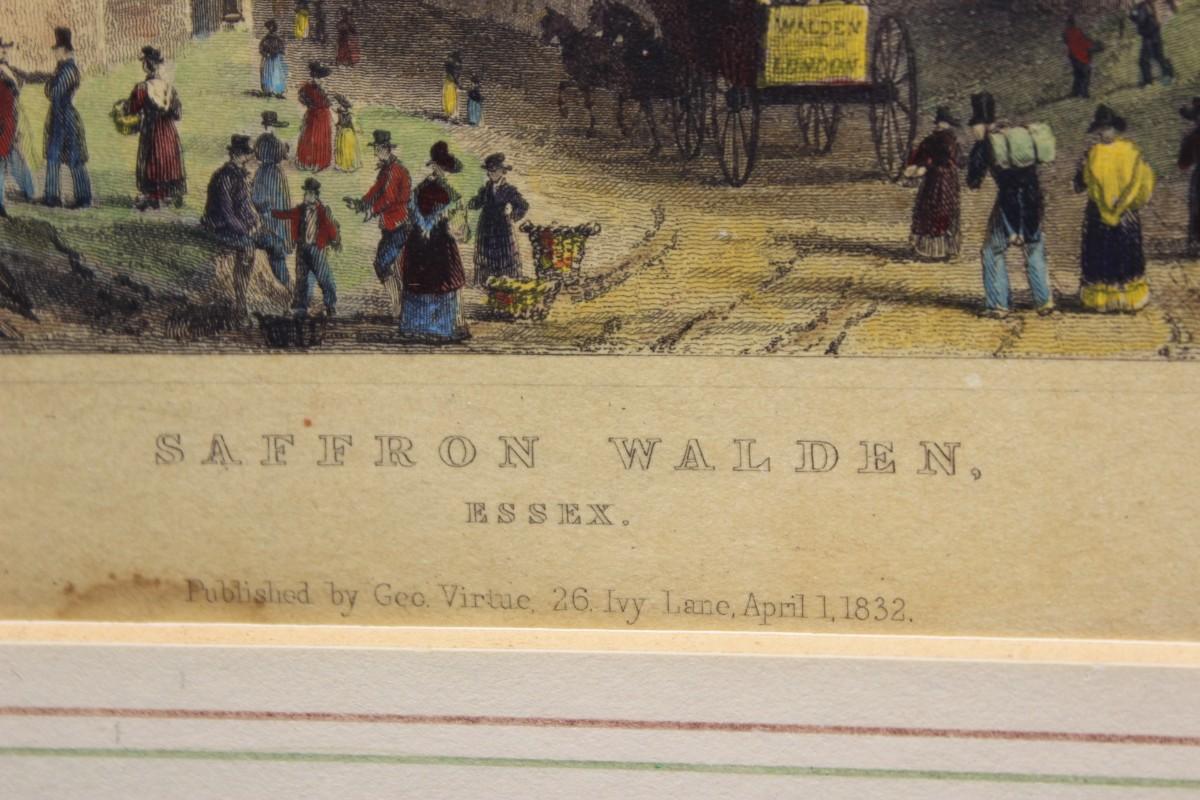 WALDEN
LONDON
SAFFRON WALDEN,
ESSEX.
Published by Geo. Virtue, 26. Ivy Lane, April 1, 1832.